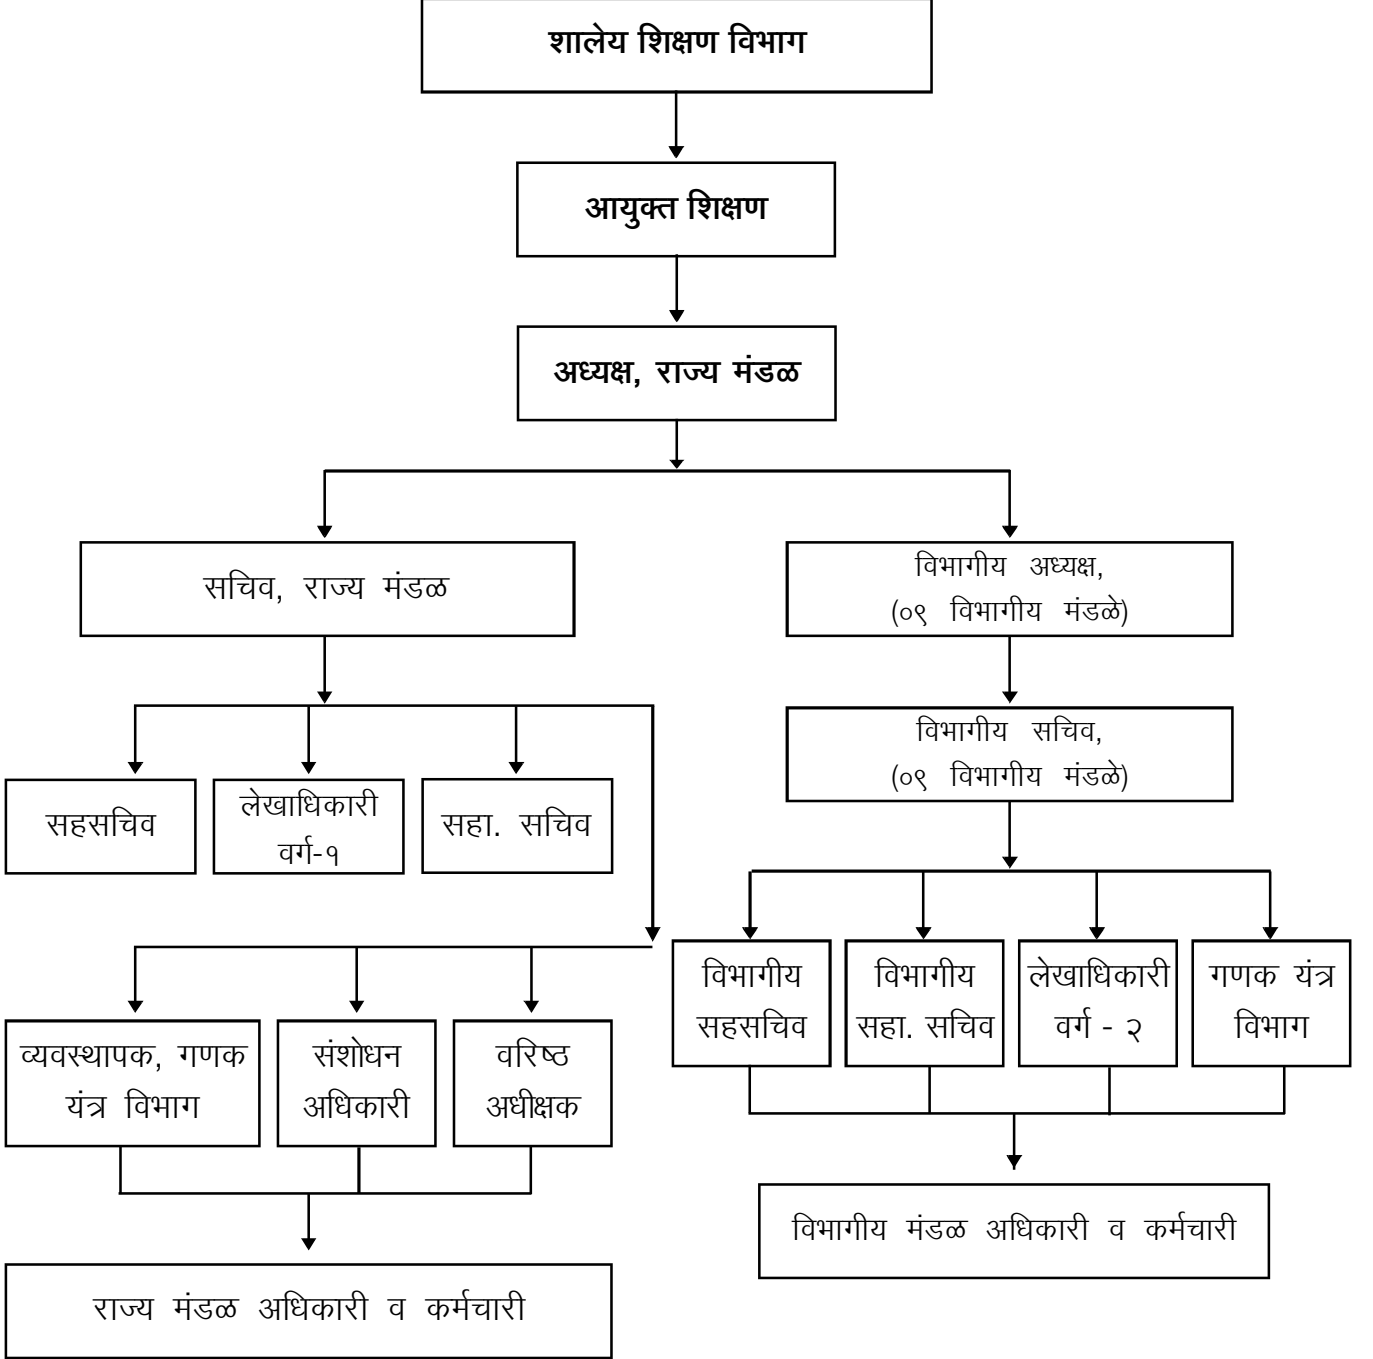 शालेय शिक्षण विभाग
आयुक्त शिक्षण
अध्यक्ष, राज्य मंडळ
सचिव, राज्य मंडळ
विभागीय अध्यक्ष,
(०९ विभागीय मंडळे)
विभागीय सचिव,
(०९ विभागीय मंडळे)
सहसचिव
लेखाधिकारी
वर्ग-१
सहा. सचिव
विभागीय
सहसचिव
विभागीय
सहा. सचिव
लेखाधिकारी
वर्ग - २
गणक यंत्र
विभाग
व्यवस्थापक, गणक
यंत्र विभाग
संशोधन
अधिकारी
वरिष्ठ
अधीक्षक
विभागीय मंडळ अधिकारी व कर्मचारी
राज्य मंडळ अधिकारी व कर्मचारी